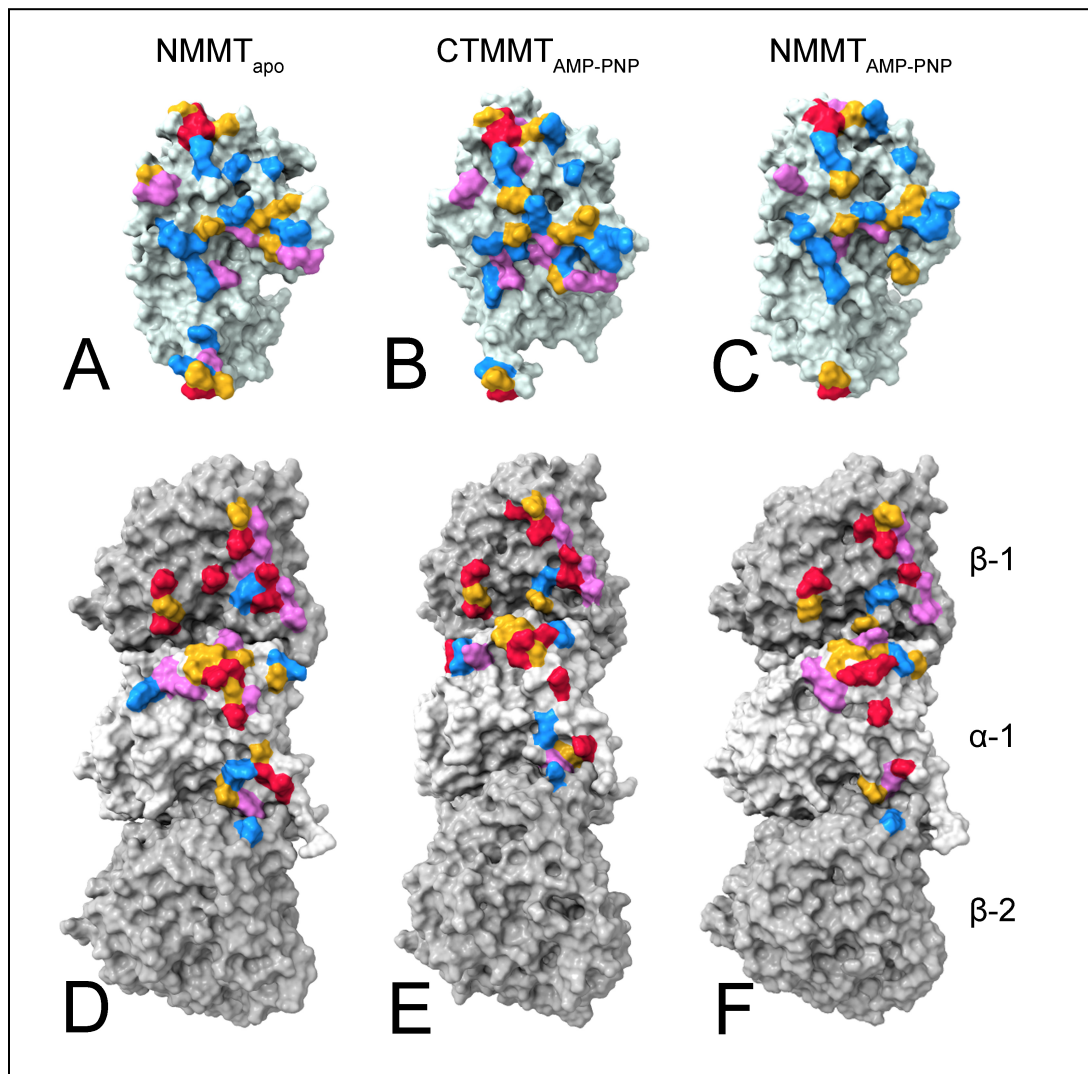 NMMTapo CTMMTAMP-PNP NMMTAMP-PNP
A B C
β-1
α-1
β-2
D E F